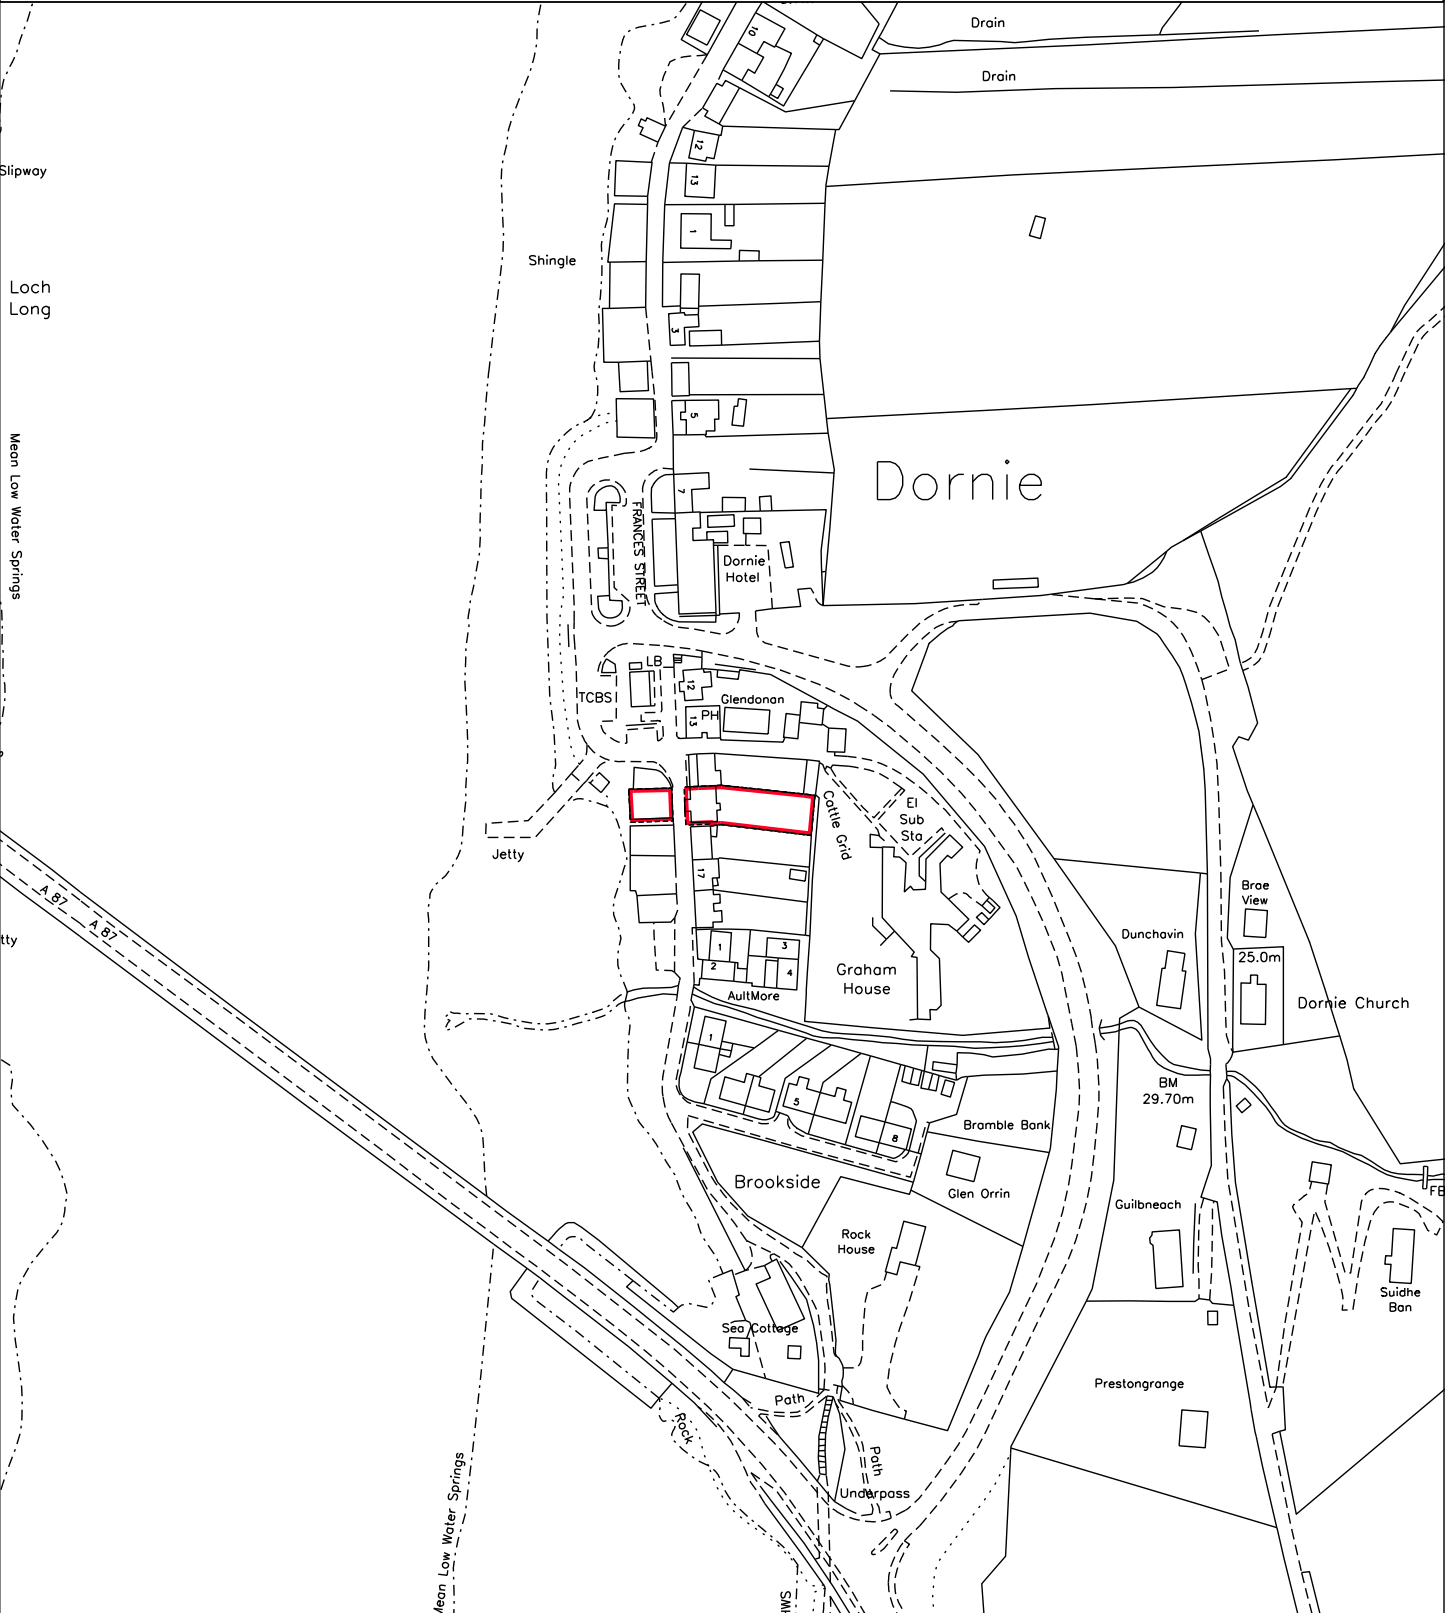 Drain
10
Drain
12
Slipway
13
1
Shingle
Loch
Long
3
5
Mean Low Water Springs
Dornie
7
FRANCES STREET
Dornie
Hotel
LB
12
TCBS
Glendonan
13
PH
Cattle Grid
El
Sub
Sta
Jetty
17
A 87
A 87
Brae
View
tty
1
3
Dunchavin
25.0m
2
4
Graham
House
AultMore
Dornie Church
1
BM
29.70m
5
Bramble Bank
8
Brookside
Glen Orrin
FB
Guilbneach
Rock
House
Suidhe
Ban
Sea Cottage
Prestongrange
Path
Rock
Path
Underpass
Mean Low Water Springs